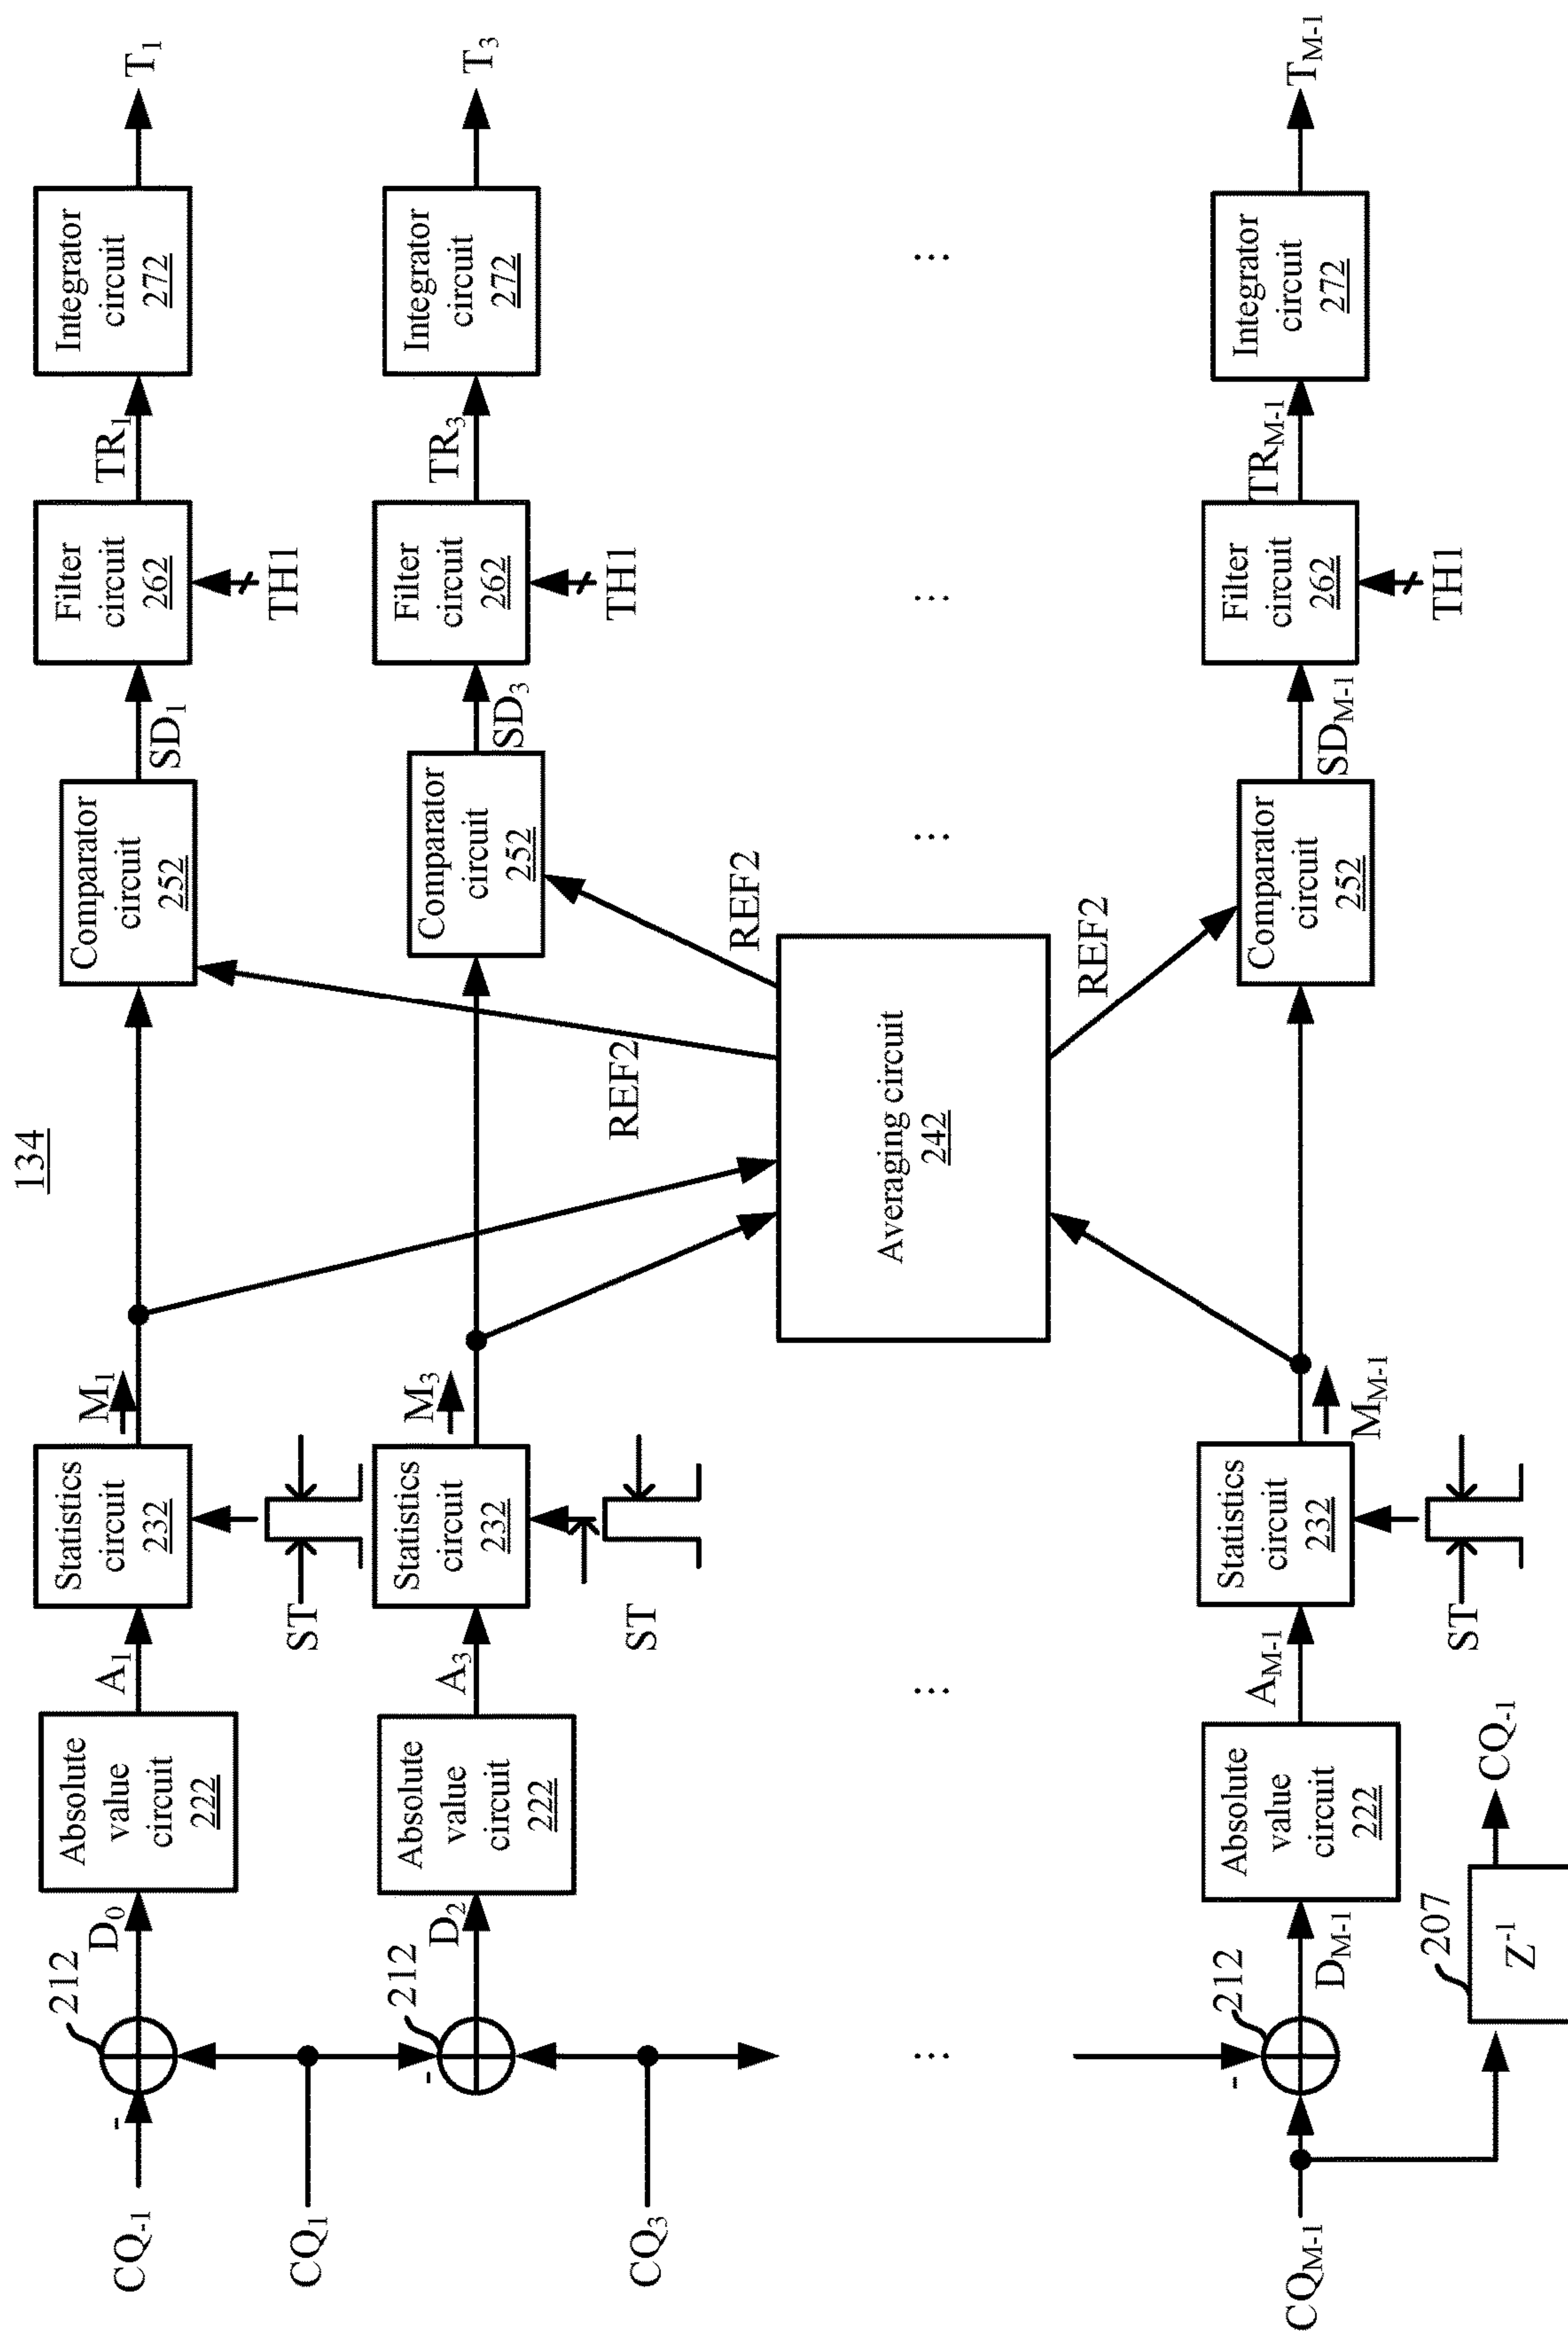 134
CQ-1
-
212
D0
Absolute
value
circuit
222
A1
Statistics
circuit
232
ST
M1
Comparator
circuit
252
SD1
Filter
circuit
262
TH1
TR1
Integrator
circuit
272
T1
CQ1
-
212
D2
Absolute
value
circuit
222
A3
Statistics
circuit
232
ST
M3
Comparator
circuit
252
SD3
Filter
circuit
262
TH1
TR3
Integrator
circuit
272
T3
CQ3
REF2
REF2
Averaging circuit
242
REF2
...
...
...
...
...
CQM-1
-
212
DM-1
Absolute
value
circuit
222
AM-1
Statistics
circuit
232
ST
MM-1
Comparator
circuit
252
SDM-1
Filter
circuit
262
TH1
TRM-1
Integrator
circuit
272
TM-1
207
Z-1
CQ-1